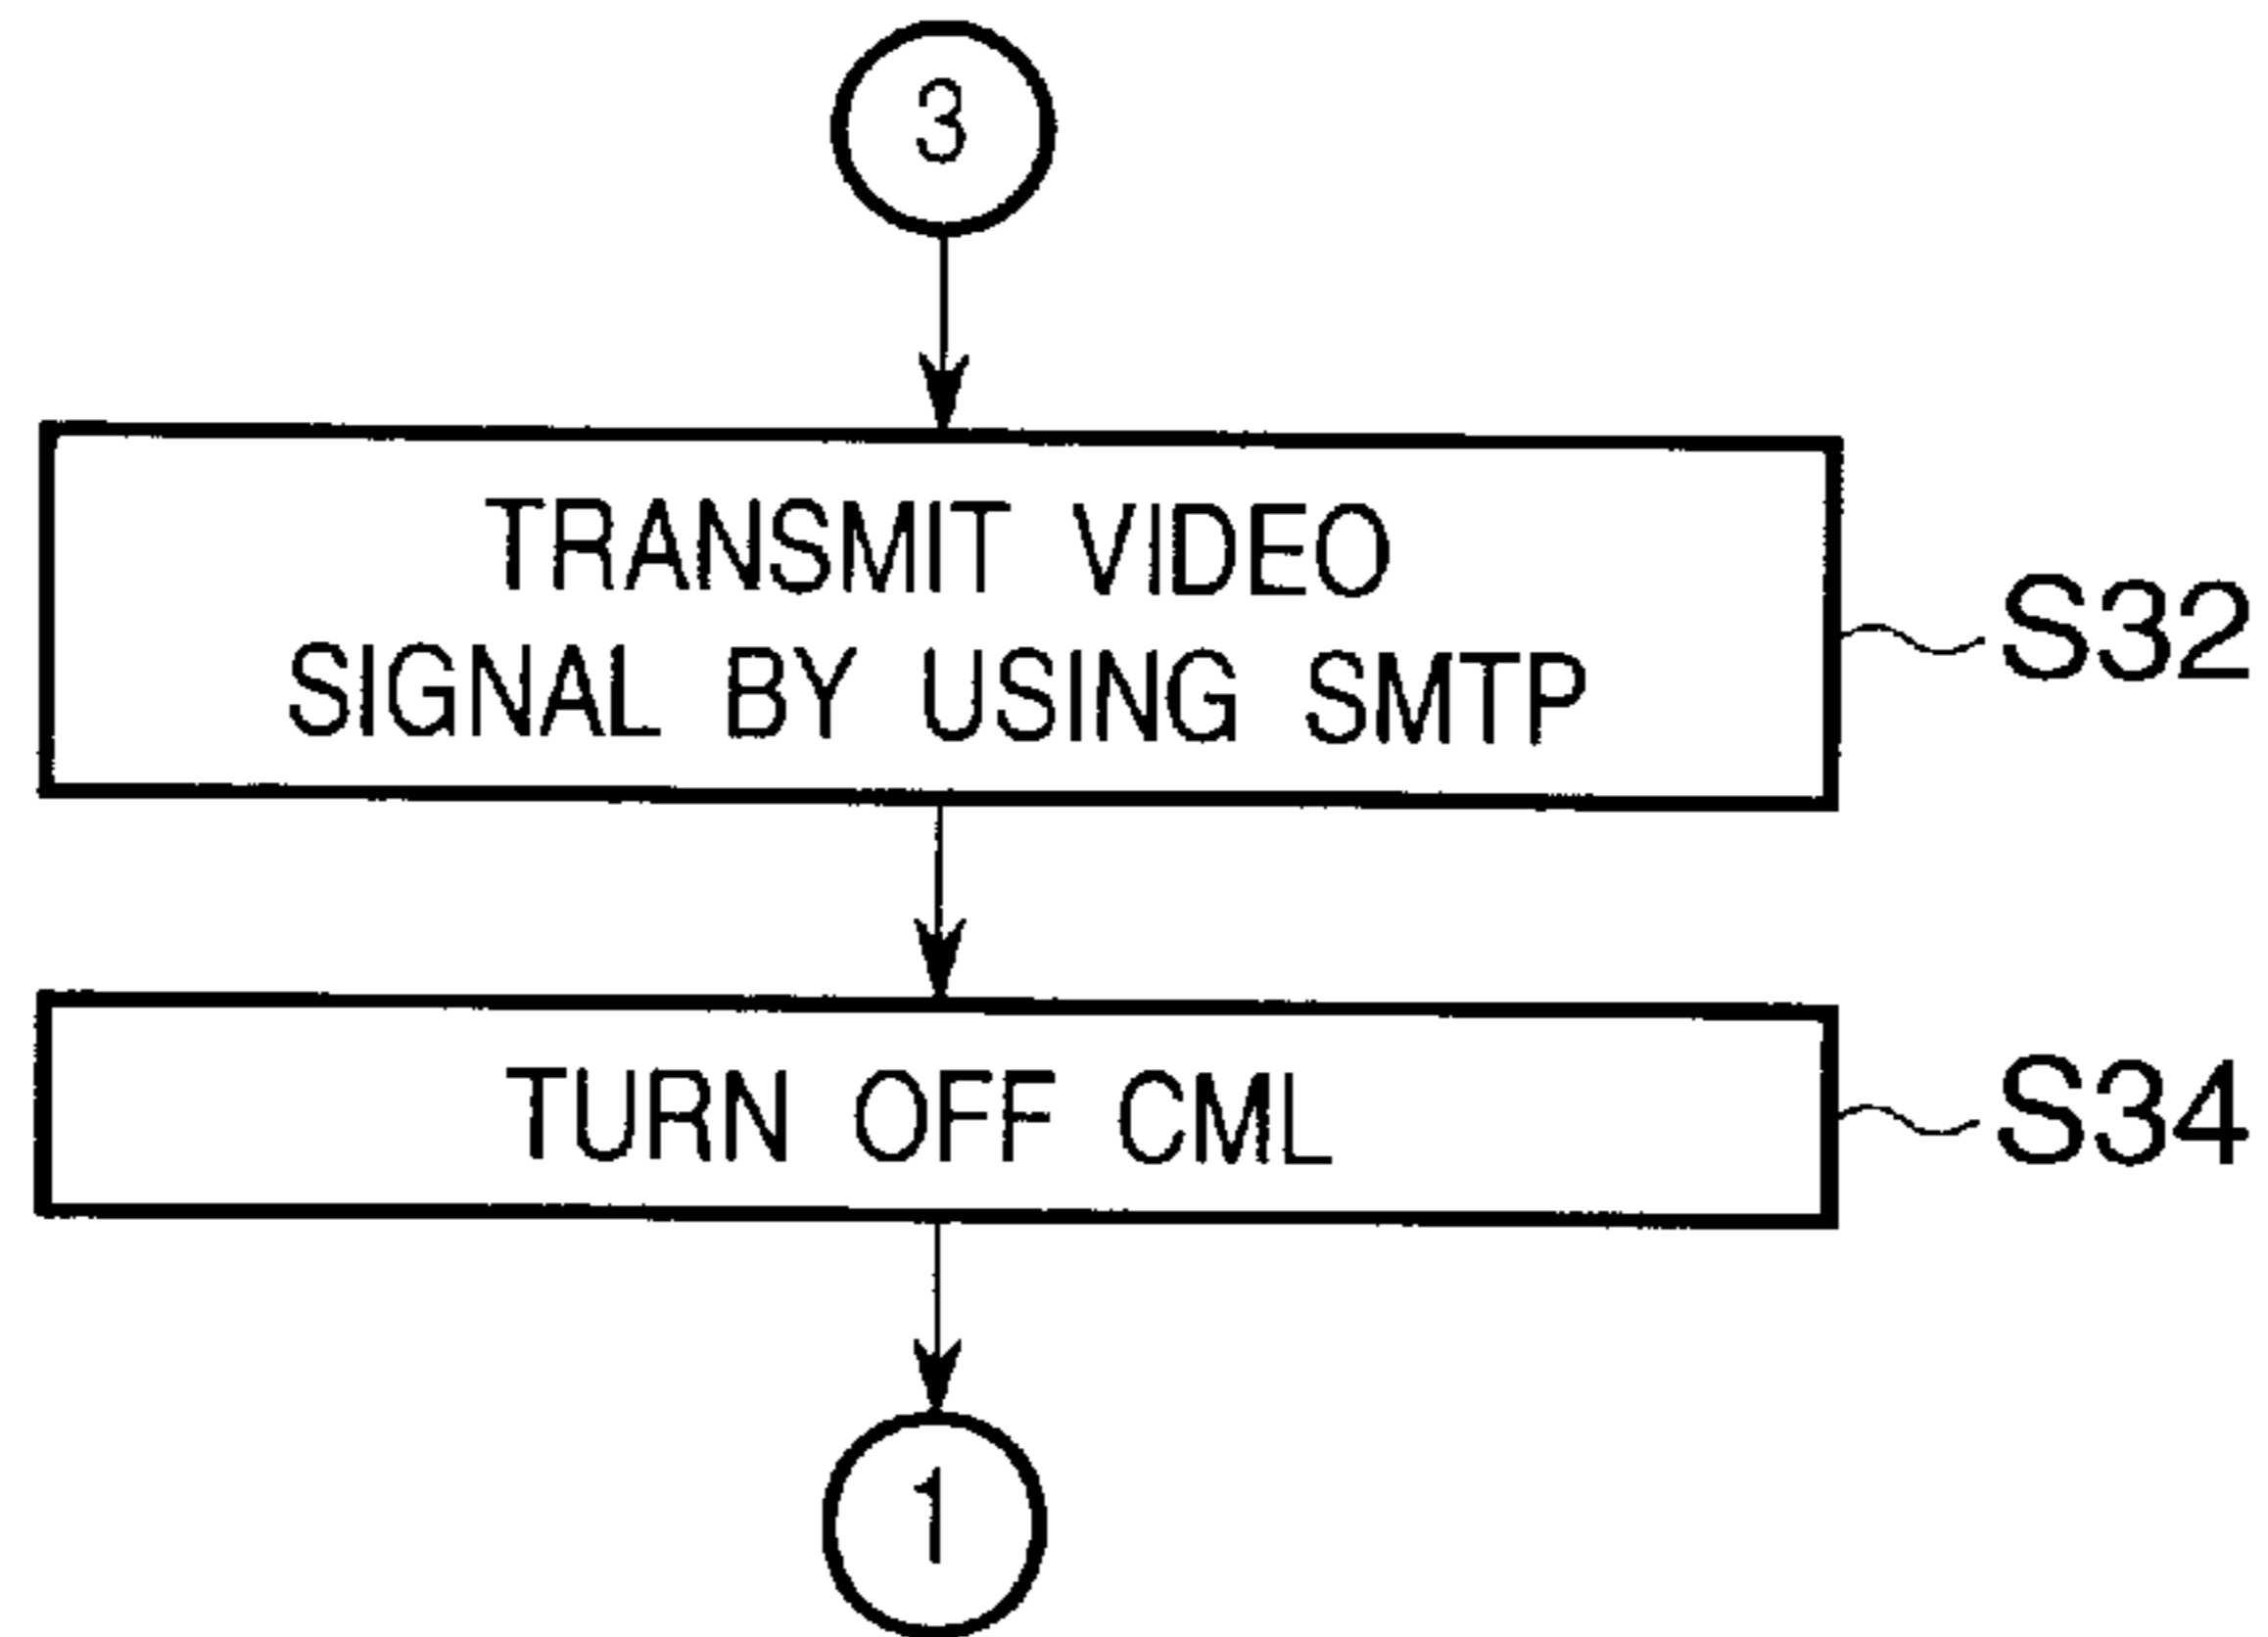 3
TRANSMIT VIDEO
SIGNAL BY USING SMTP
S32
TURN OFF CML
S34
1